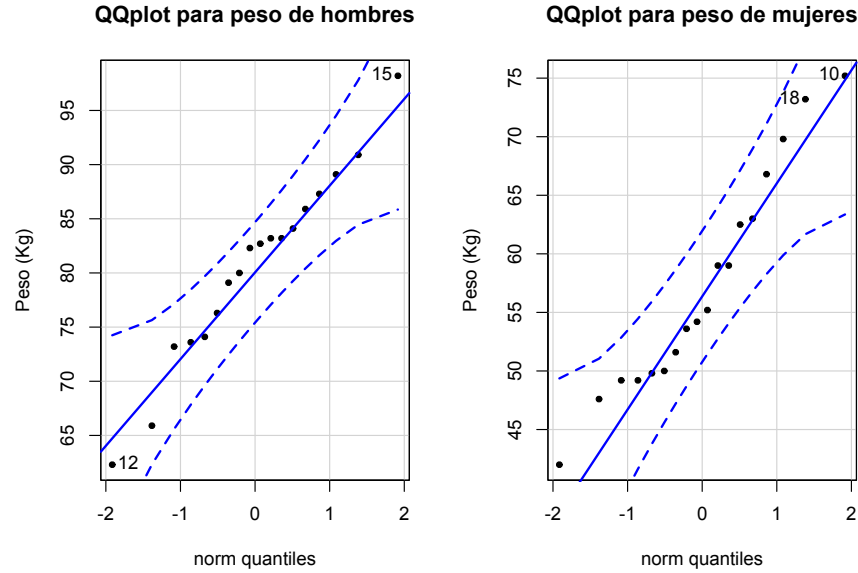 QQplot para peso de hombres
Peso (Kg)
95
90
85
80
75
70
65
15
12
-2 -1 0 1 2
norm quantiles
QQplot para peso de mujeres
Peso (Kg)
75
70
65
60
55
50
45
10
18
-2 -1 0 1 2
norm quantiles